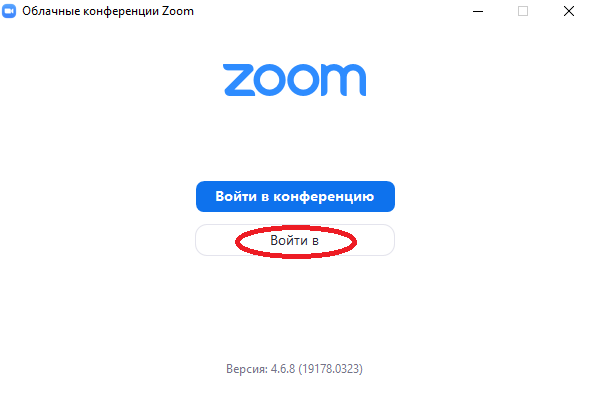 Облачные конференции Zoom
zoom
Войти в конференцию
Войти в
Версия: 4.6.8 (19178.0323)